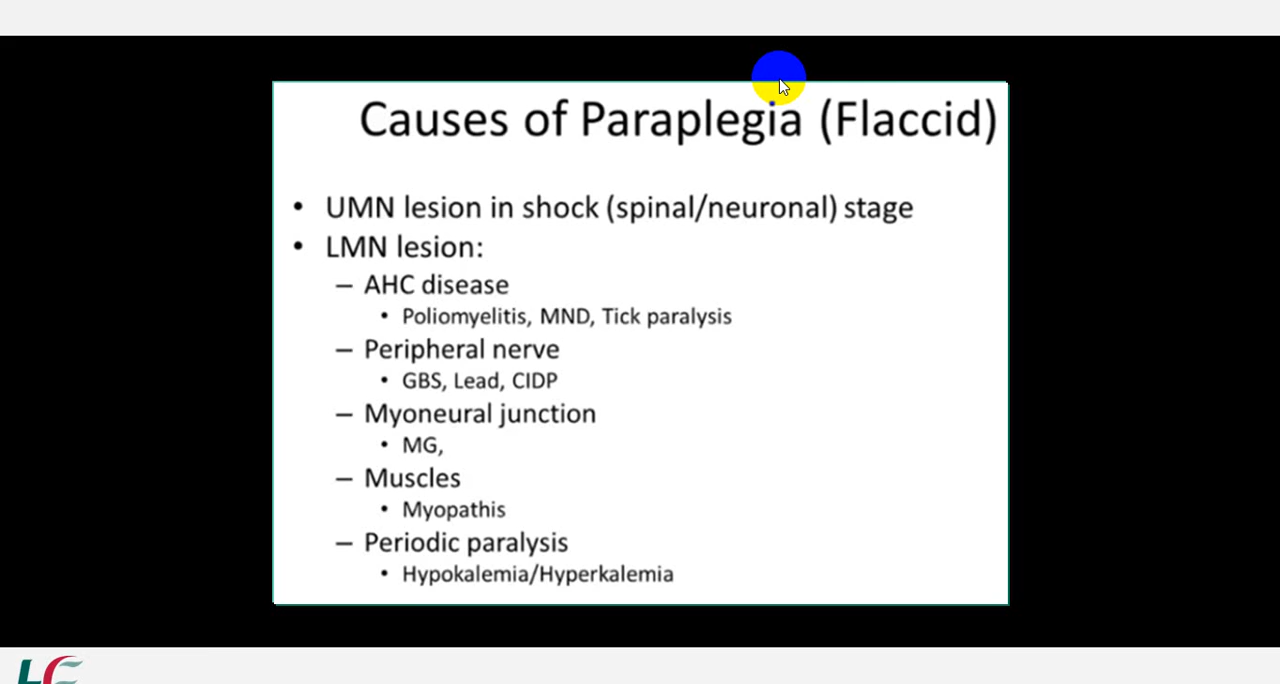 Causes of Paraplegia (Flaccid)
• UMN lesion in shock (spinal/neuronal) stage
• LMN lesion:
– AHC disease
• Poliomyelitis, MND, Tick paralysis
– Peripheral nerve
• GBS, Lead, CIDP
– Myoneural junction
• MG,
– Muscles
• Myopathis
– Periodic paralysis
• Hypokalemia/Hyperkalemia